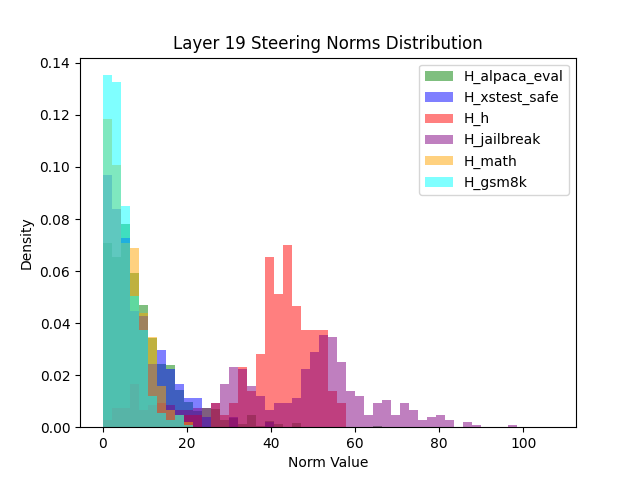 Layer 19 Steering Norms Distribution
0.14
0.12
0.10
0.08
0.06
0.04
0.02
0.00
Density
H_alpaca_eval
H_xstest_safe
H_h
H_jailbreak
H_math
H_gsm8k
0 20 40 60 80 100
Norm Value